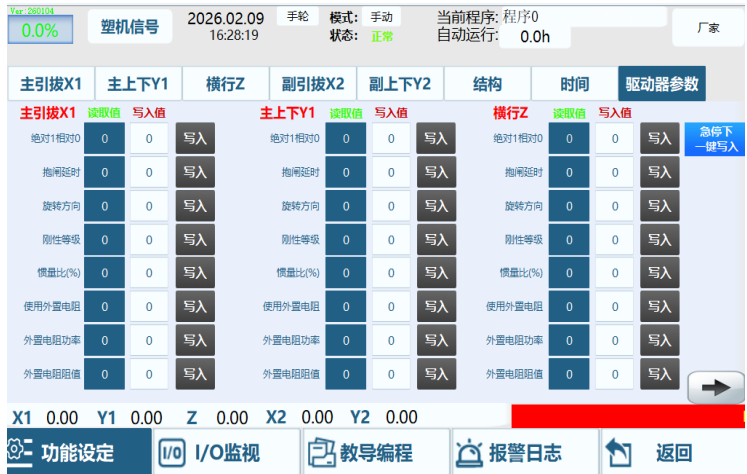 Ver:260104
0.0%
塑机信号
2026.02.09
16:28:19
手轮
模式: 手动
状态: 正常
当前程序: 程序0
自动运行: 0.0h
厂家
主引拔X1 主上下Y1 横行Z 副引拔X2 副上下Y2 结构 时间 驱动器参数
主引拔X1 读取值 写入值 主上下Y1 读取值 写入值 横行Z 读取值 写入值
绝对1相对0 0 0 写入 绝对1相对0 0 0 写入 绝对1相对0 0 0 写入
急停下
一键写入
抱闸延时 0 0 写入 抱闸延时 0 0 写入 抱闸延时 0 0 写入
旋转方向 0 0 写入 旋转方向 0 0 写入 旋转方向 0 0 写入
刚性等级 0 0 写入 刚性等级 0 0 写入 刚性等级 0 0 写入
惯量比(%) 0 0 写入 惯量比(%) 0 0 写入 惯量比(%) 0 0 写入
使用外置电阻 0 0 写入 使用外置电阻 0 0 写入 使用外置电阻 0 0 写入
外置电阻功率 0 0 写入 外置电阻功率 0 0 写入 外置电阻功率 0 0 写入
外置电阻阻值 0 0 写入 外置电阻阻值 0 0 写入 外置电阻阻值 0 0 写入
X1 0.00 Y1 0.00 Z 0.00 X2 0.00 Y2 0.00
功能设定 I/O I/O监视 教导编程 报警日志 返回